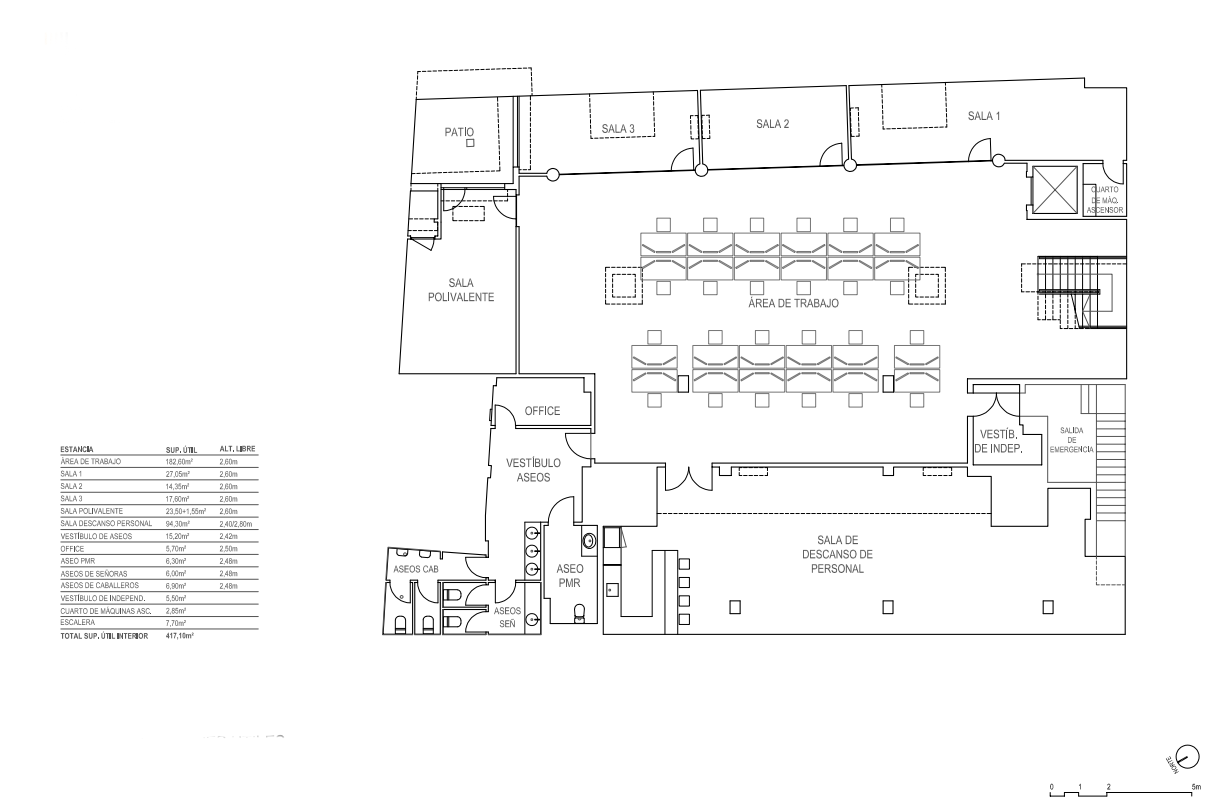 PATIO
SALA 3
SALA 2
SALA 1
CUARTO
DE MÁQ.
ASCENSOR
SALA
POLIVALENTE
ÁREA DE TRABAJO
OFFICE
VESTÍBULO
ASEOS
VESTÍB.
DE INDEP.
SALIDA
DE
EMERGENCIA
SALA DE
DESCANSO DE
PERSONAL
ASEOS CAB
ASEO
PMR
ASEOS
SEÑ
ESTANCIA SUP. ÚTIL ALT. LIBRE
ÁREA DE TRABAJO 182,60m² 2,60m
SALA 1 27,05m² 2,60m
SALA 2 14,35m² 2,60m
SALA 3 17,60m² 2,60m
SALA POLIVALENTE 23,50+1,55m² 2,60m
SALA DESCANSO PERSONAL 94,30m² 2,40/2,80m
VESTÍBULO DE ASEOS 15,20m² 2,42m
OFFICE 5,70m² 2,50m
ASEO PMR 6,30m² 2,48m
ASEOS DE SEÑORAS 6,00m² 2,48m
ASEOS DE CABALLEROS 6,90m² 2,48m
VESTÍBULO DE INDEPEND. 5,50m²
CUARTO DE MÁQUINAS ASC. 2,85m²
ESCALERA 7,70m²
TOTAL SUP. ÚTIL INTERIOR 417,10m²
NORTE
0 1 2 5m